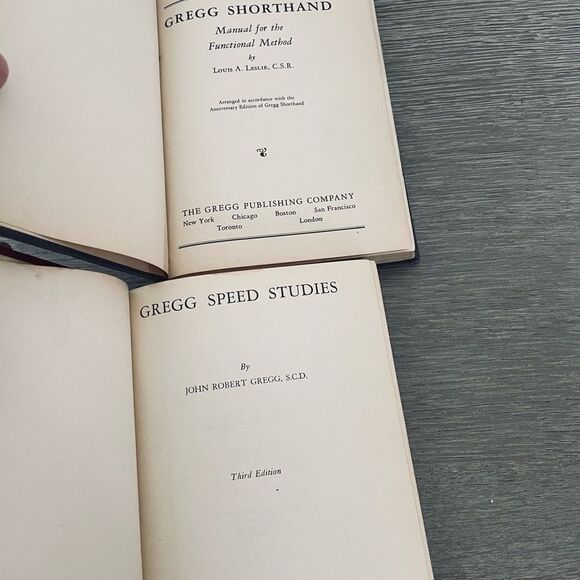 GREGG SHORTHAND
Manual for the
Functional Method
by
Louis A. Leslie, C.S.R.
Arranged in accordance with the
Anniversary Edition of Gregg Shorthand
THE GREGG PUBLISHING COMPANY
New York Chicago Boston San Francisco
Toronto London
GREGG SPEED STUDIES
By
JOHN ROBERT GREGG, S.C.D.
Third Edition